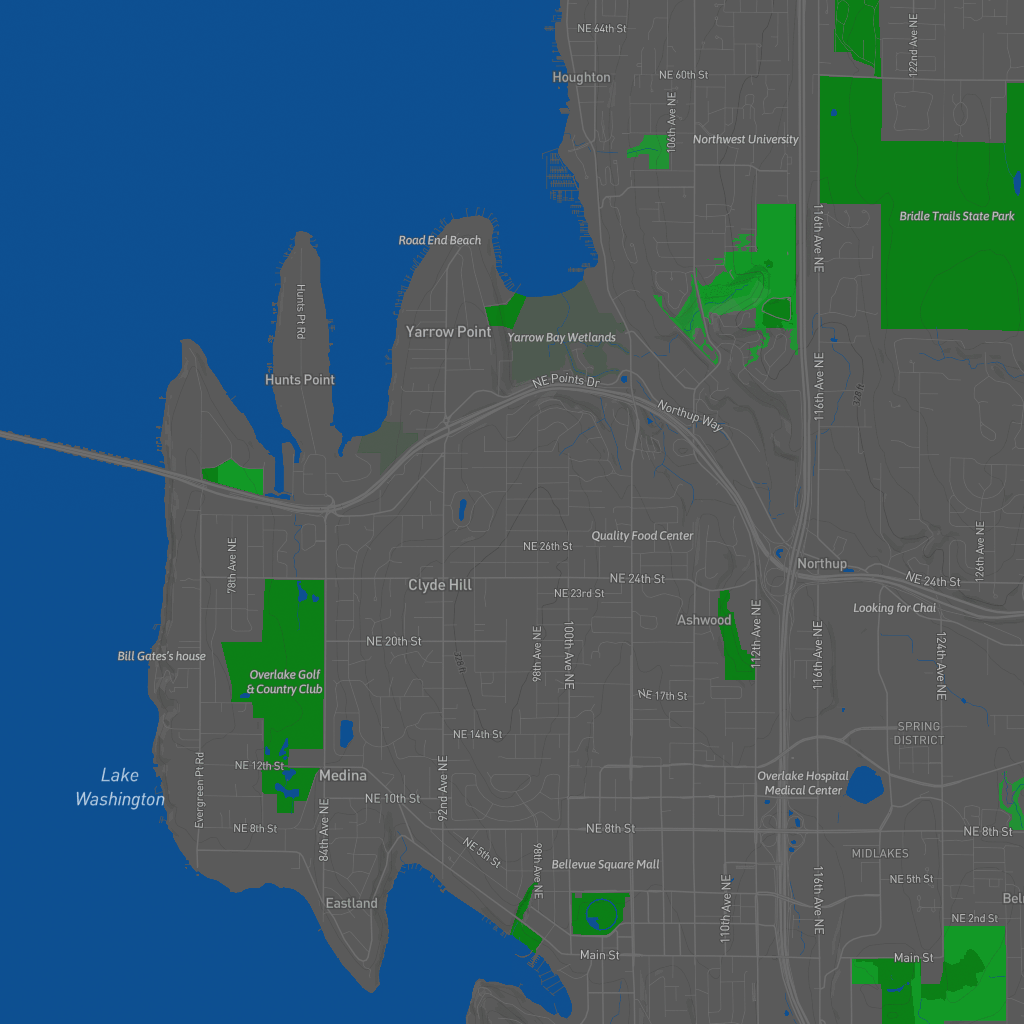 NE 64th St
122nd Ave NE
Houghton
NE 60th St
106th Ave NE
Northwest University
116th Ave NE
Bridle Trails State Park
Road End Beach
Hunts Pt Rd
Yarrow Point
Yarrow Bay Wetlands
Hunts Point
NE Points Dr
116th Ave NE
328 ft
Northup Way
Quality Food Center
NE 26th St
126th Ave NE
78th Ave NE
Northup
Clyde Hill
NE 24th St
NE 24th St
NE 23rd St
Looking for Chai
Ashwood
112th Ave NE
NE 20th St
98th Ave NE
100th Ave NE
116th Ave NE
124th Ave NE
Bill Gates's house
328 ft
Overlake Golf
& Country Club
NE 17th St
NE 14th St
SPRING
DISTRICT
NE 12th St
Medina
Lake
Washington
Evergreen Pt Rd
92nd Ave NE
Overlake Hospital
Medical Center
NE 10th St
NE 8th St
84th Ave NE
NE 8th St
NE 8th St
NE 5th St
98th Ave NE
Bellevue Square Mall
MIDLAKES
NE 5th St
116th Ave NE
110th Ave NE
Eastland
Bel
NE 2nd St
Main St
Main St